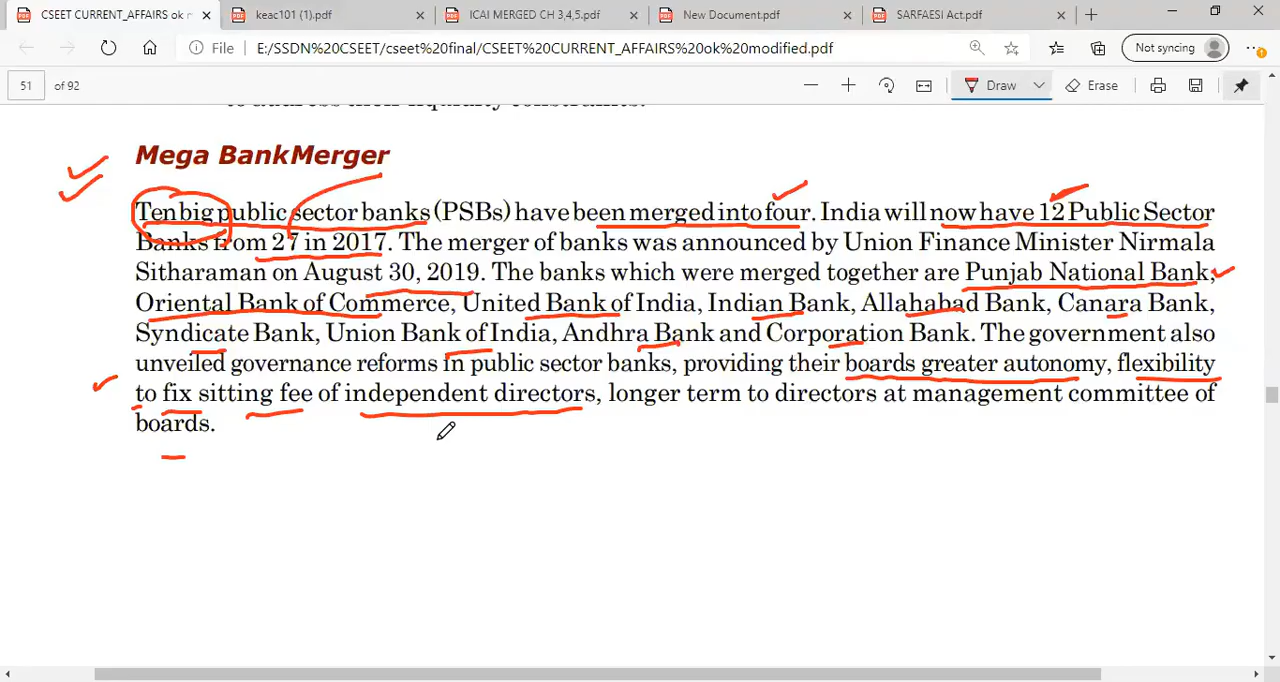 CSEET CURRENT_AFFAIRS ok m
keac101 (1).pdf
ICAI MERGED CH 3,4,5.pdf
New Document.pdf
SARFAESI Act.pdf
File
E:/SSDN%20CSEET/cseet%20final/CSEET%20CURRENT_AFFAIRS%20ok%20modified.pdf
Not syncing
51 of 92
Draw
Erase
to address their liquidity constraints.
Mega BankMerger
Ten big public sector banks (PSBs) have been merged into four. India will now have 12 Public Sector
Banks from 27 in 2017. The merger of banks was announced by Union Finance Minister Nirmala
Sitharaman on August 30, 2019. The banks which were merged together are Punjab National Bank,
Oriental Bank of Commerce, United Bank of India, Indian Bank, Allahabad Bank, Canara Bank,
Syndicate Bank, Union Bank of India, Andhra Bank and Corporation Bank. The government also
unveiled governance reforms in public sector banks, providing their boards greater autonomy, flexibility
to fix sitting fee of independent directors, longer term to directors at management committee of
boards.